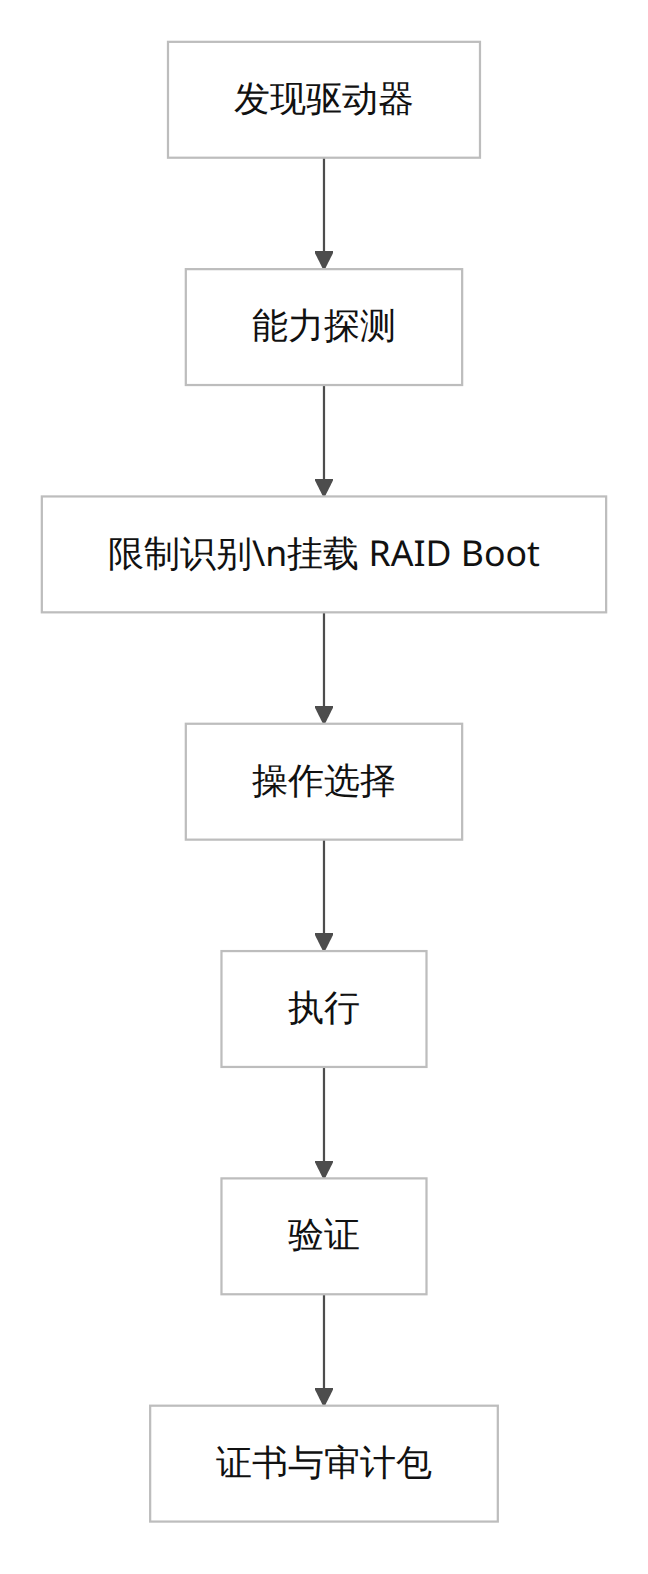 发现驱动器
能力探测
限制识别\n挂载 RAID Boot
操作选择
执行
验证
证书与审计包